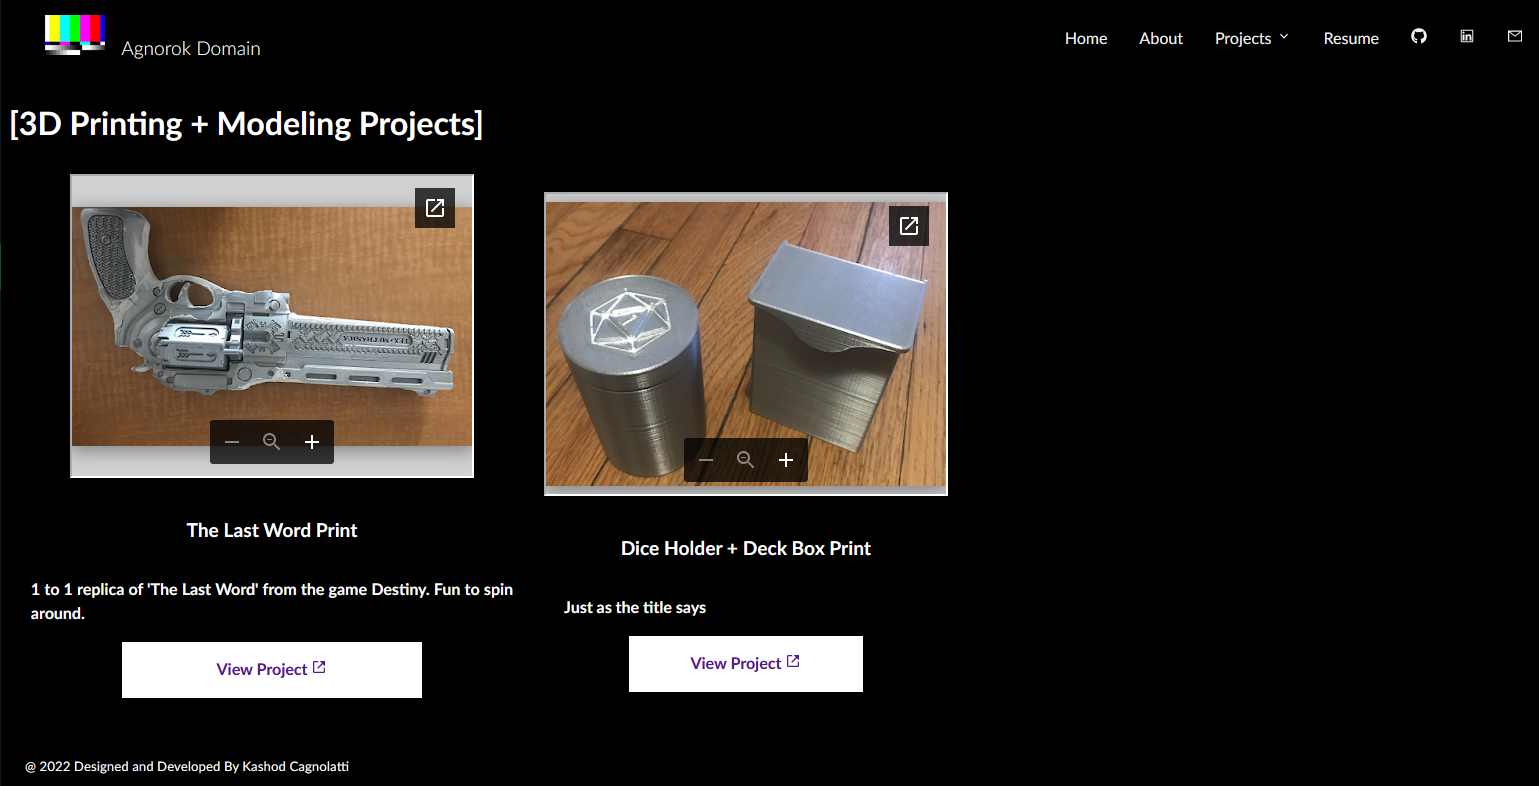 Agnorok Domain
Home About Projects Resume
[3D Printing + Modeling Projects]
TEX MECHANICA
The Last Word Print
1 to 1 replica of 'The Last Word' from the game Destiny. Fun to spin
around.
View Project
Dice Holder + Deck Box Print
Just as the title says
View Project
@ 2022 Designed and Developed By Kashod Cagnolatti